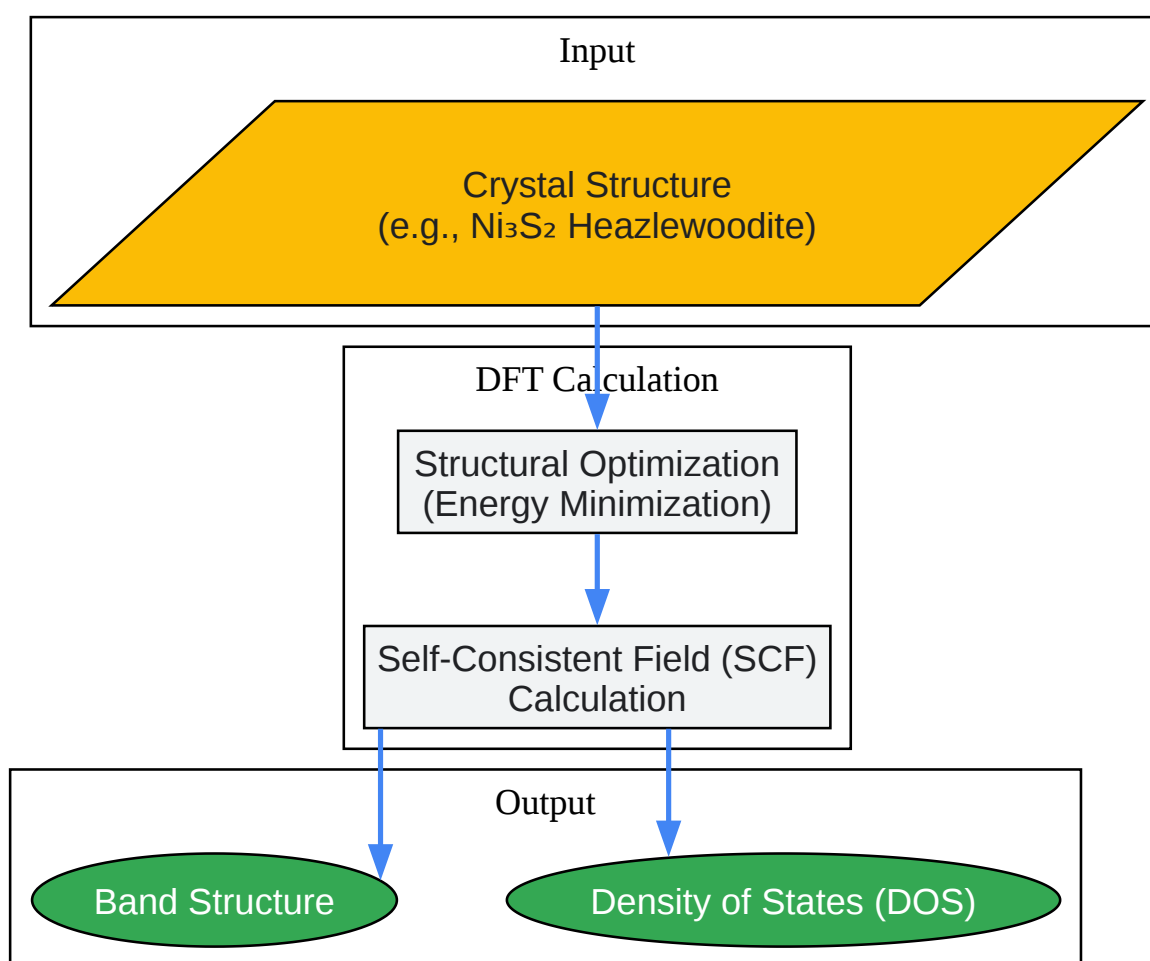 Input
Crystal Structure
(e.g., Ni₃S₂ Heazlewoodite)
DFT Calculation
Structural Optimization
(Energy Minimization)
Self-Consistent Field (SCF)
Calculation
Output
Band Structure
Density of States (DOS)